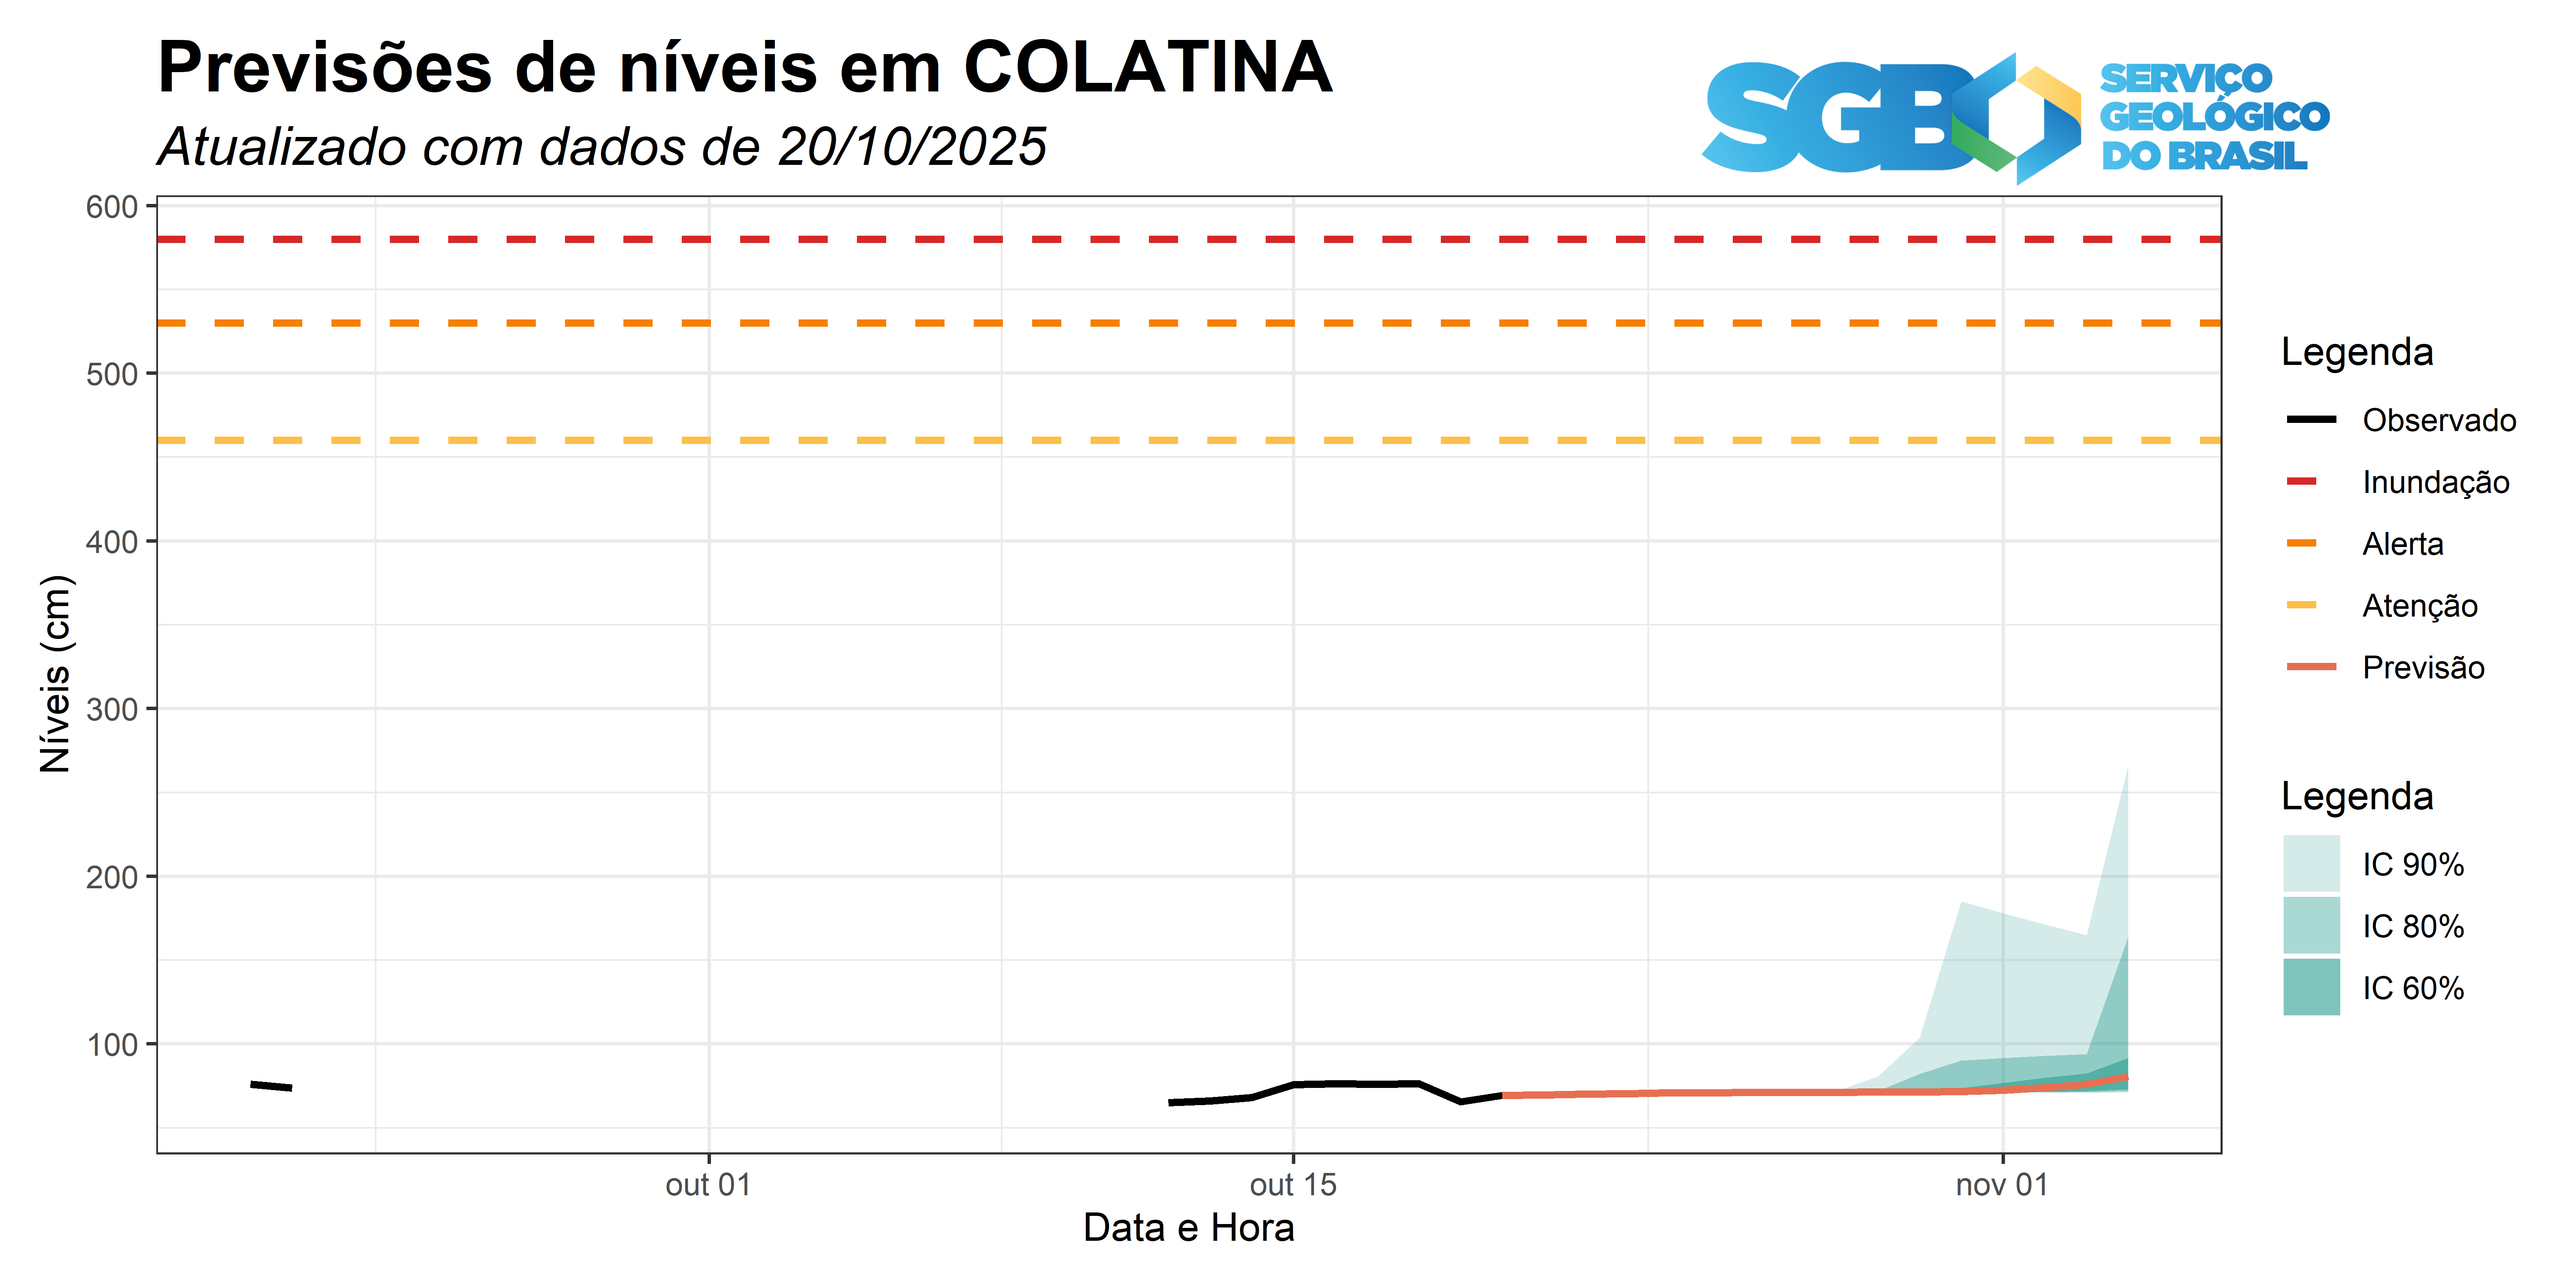 Previsões de níveis em COLATINA
Atualizado com dados de 20/10/2025
SGB
SERVIÇO
GEOLÓGICO
DO BRASIL
600
500
400
300
200
100
Níveis (cm)
out 01
out 15
nov 01
Data e Hora
Legenda
Observado
Inundação
Alerta
Atenção
Previsão
Legenda
IC 90%
IC 80%
IC 60%